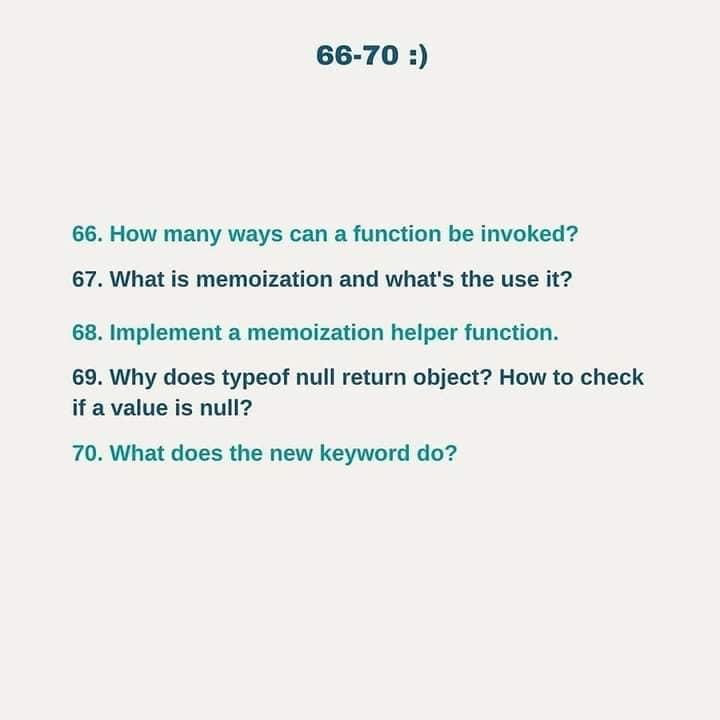 66-70 :)
66. How many ways can a function be invoked?
67. What is memoization and what's the use it?
68. Implement a memoization helper function.
69. Why does typeof null return object? How to check
if a value is null?
70. What does the new keyword do?